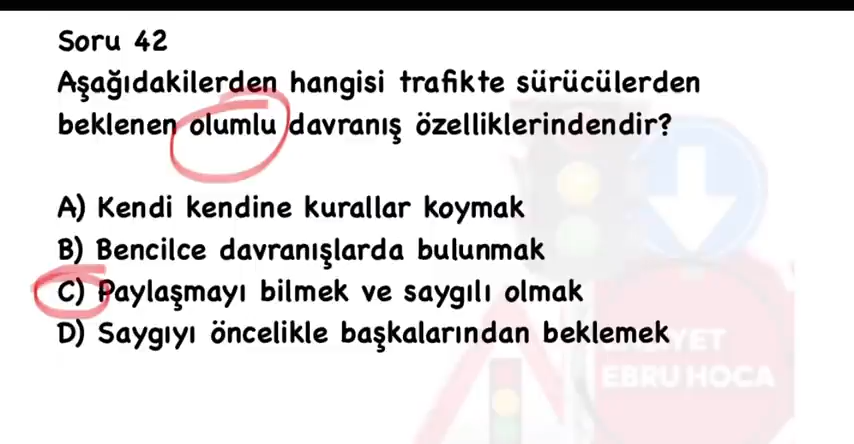 Soru 42
Aşağıdakilerden hangisi trafikte sürücülerden
beklenen olumlu davranış özelliklerindendir?
A) Kendi kendine kurallar koymak
B) Bencilce davranışlarda bulunmak
C) Paylaşmayı bilmek ve saygılı olmak
D) Saygıyı öncelikle başkalarından beklemek
EBRU HOCA